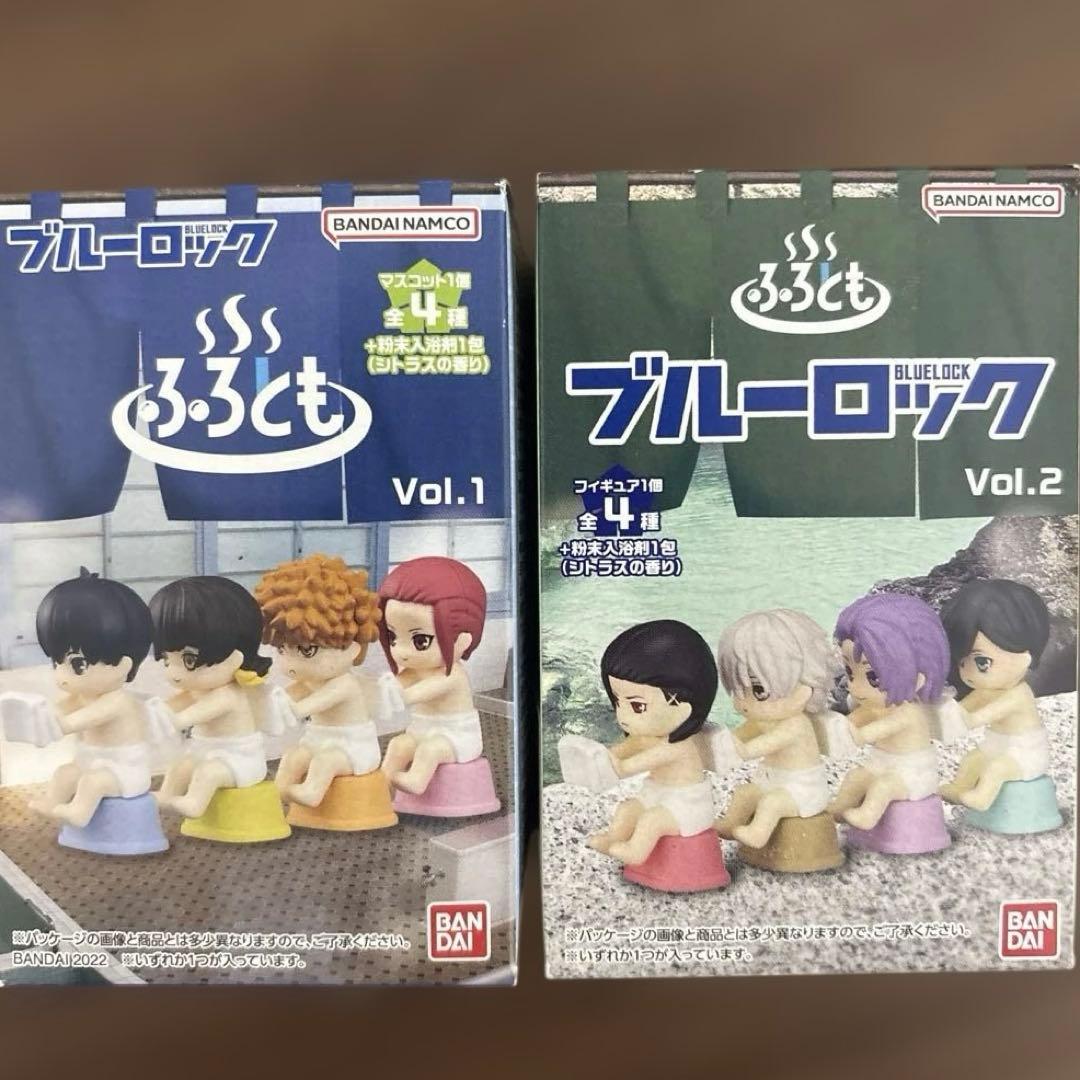 BANDAI NAMCO
ブルーロック
BLUELOCK
マスコット1個
全4種
+粉末入浴剤1包
(シトラスの香り)
ふろとも
Vol.1
BAN
DAI
※パッケージの画像と商品とは多少異なりますので、ご了承ください。
BANDAI 2022 ※いずれか1つが入っています。
BANDAI NAMCO
ふろとも
ブルーロック
BLUELOCK
Vol.2
フィギュア1個
全4種
+粉末入浴剤1包
(シトラスの香り)
BAN
DAI
※パッケージの画像と商品とは多少異なりますので、ご了承ください。
※いずれか1つが入っています。